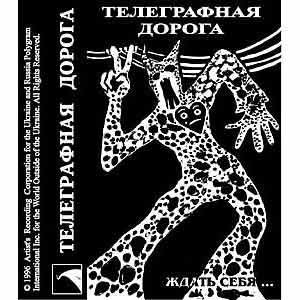 ТЕЛЕГРАФНАЯ
ДОРОГА
ЖДАТЬ СЕБЯ ...
ТЕЛЕГРАФНАЯ ДОРОГА
© 1996 Artist's Recording Corporation for the Ukraine and Russia Polygram
International Inc. for the World Outside of the Ukraine. All Rights Reserved.